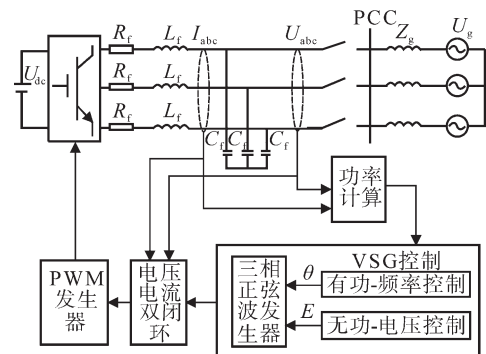 PCC
R_f L_f I_abc U_abc Z_g U_g
U_dc
R_f L_f
R_f L_f
C_f C_f C_f
功率
计算
VSG控制
PWM
发生
器
电压
电流
双闭
环
三相
正弦
波发
生器
θ
有功-频率控制
E
无功-电压控制